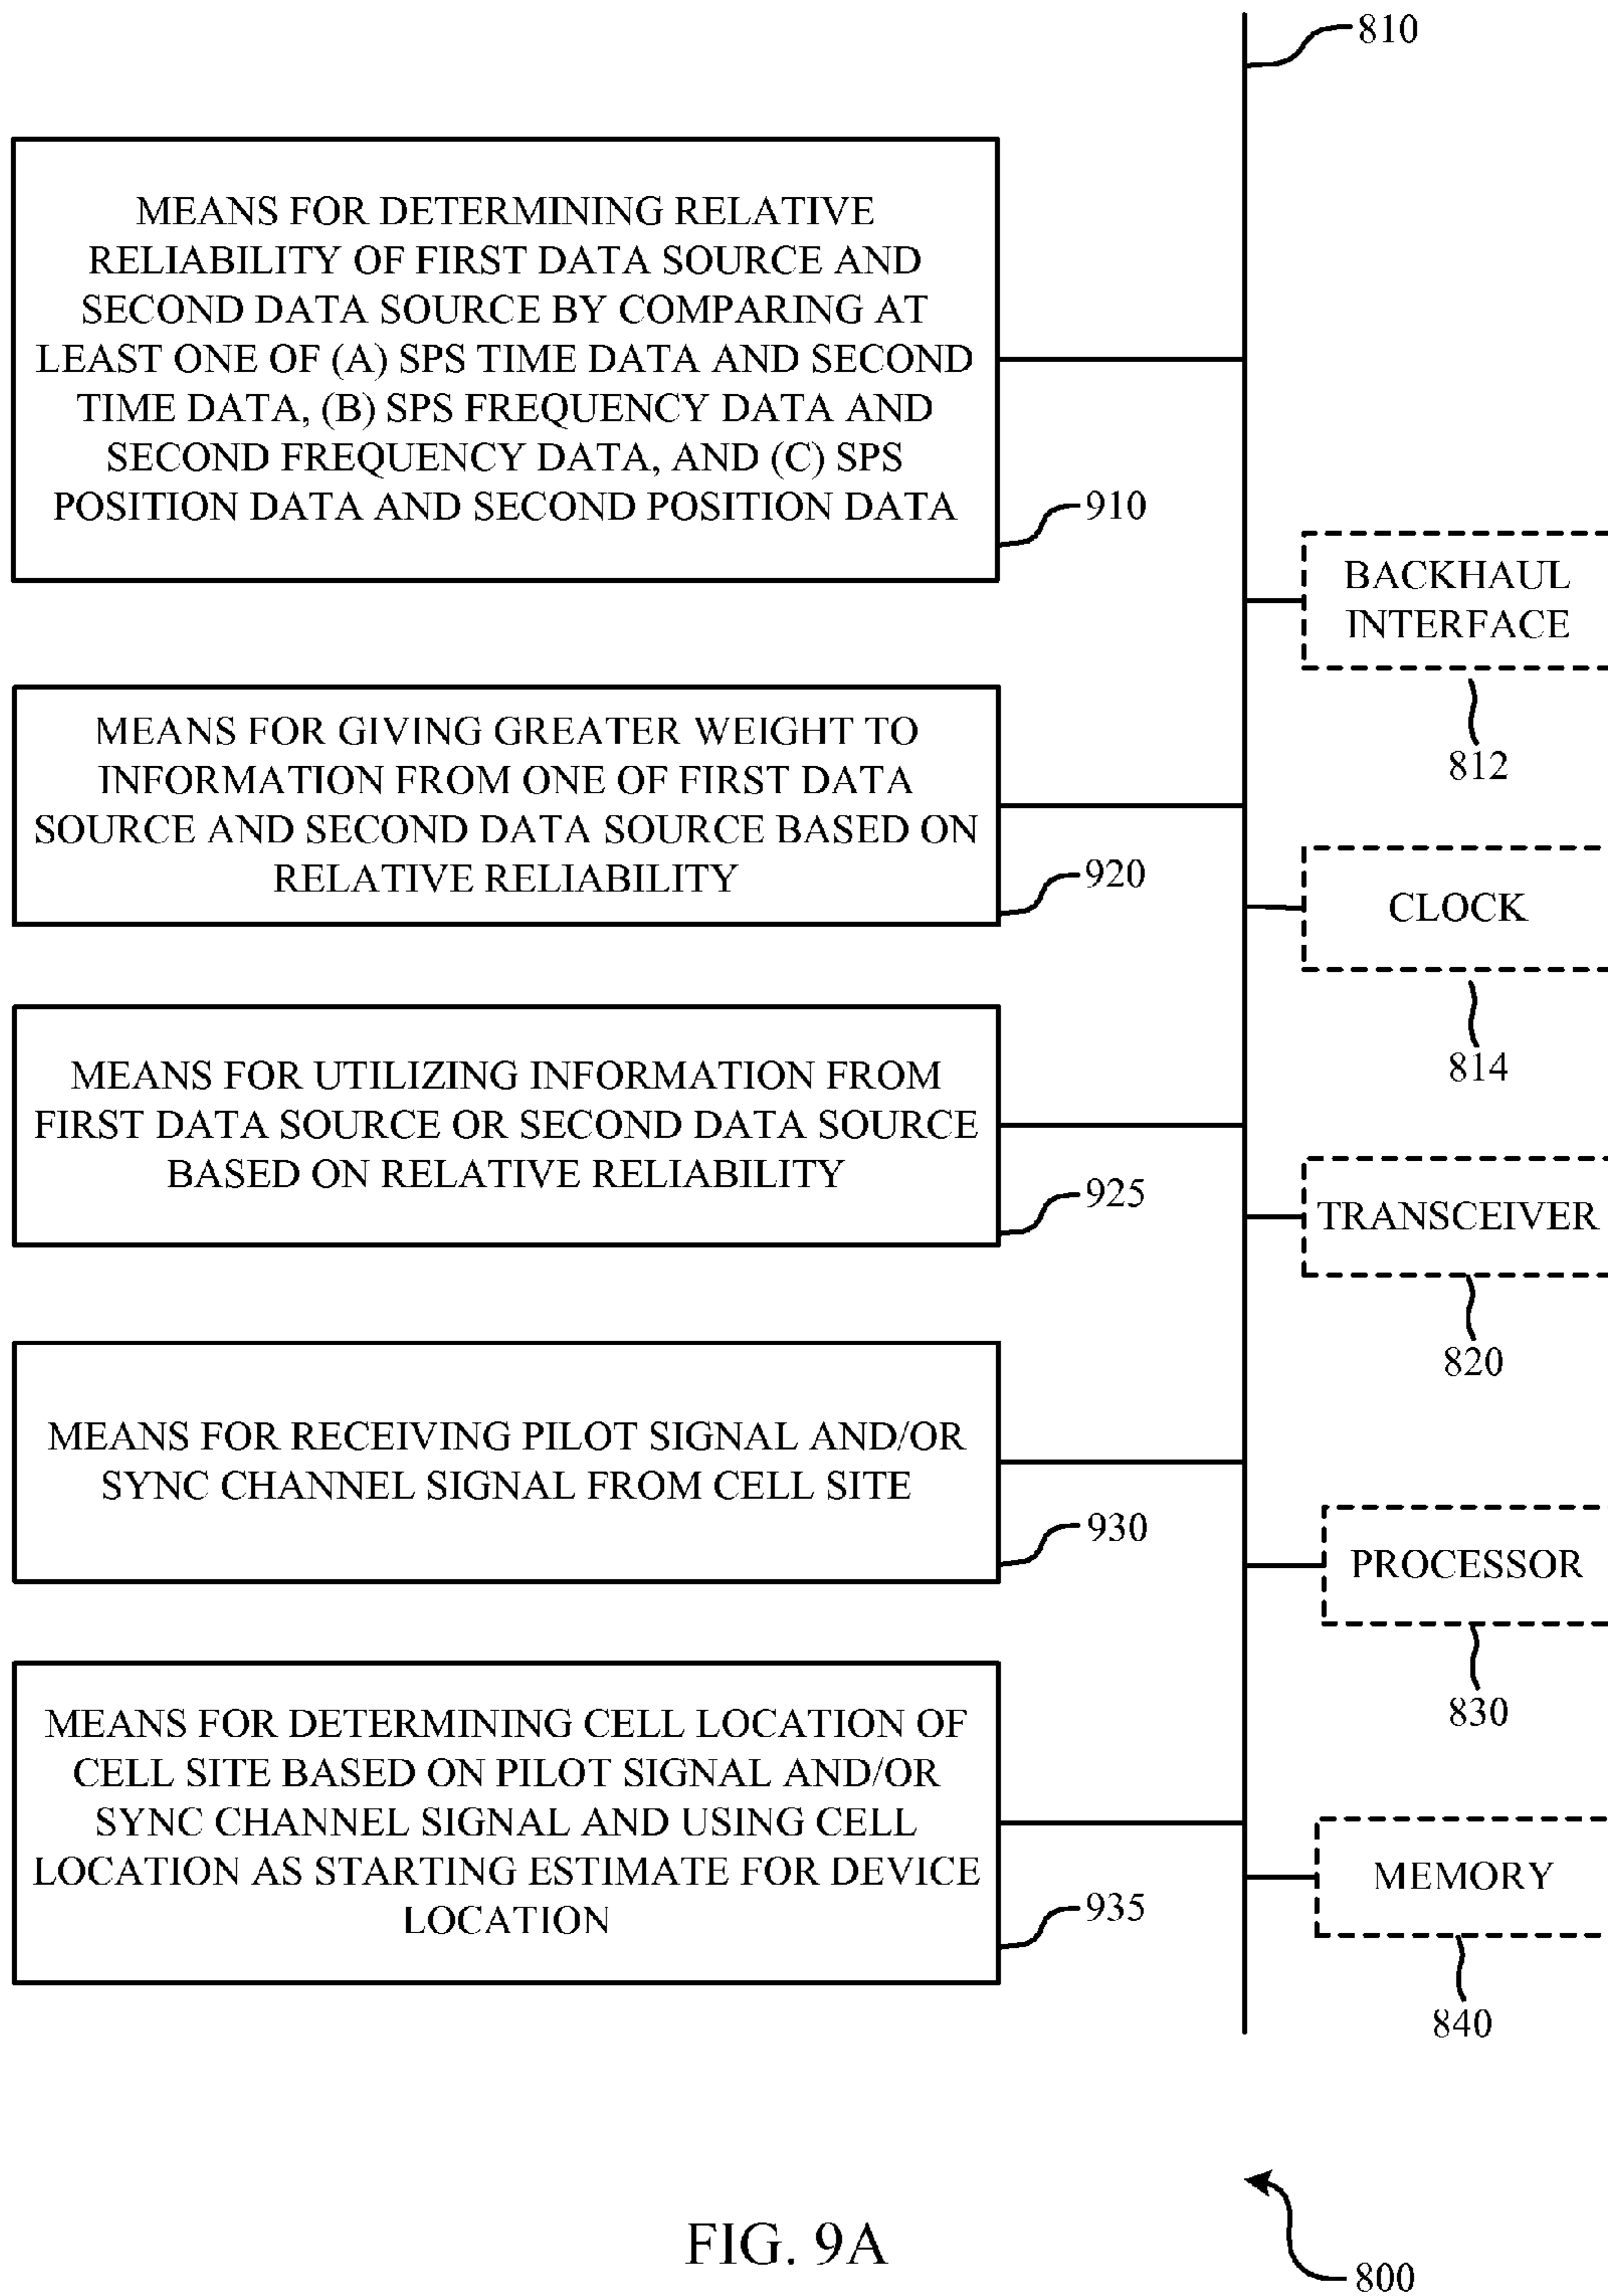 810
MEANS FOR DETERMINING RELATIVE
RELIABILITY OF FIRST DATA SOURCE AND
SECOND DATA SOURCE BY COMPARING AT
LEAST ONE OF (A) SPS TIME DATA AND SECOND
TIME DATA, (B) SPS FREQUENCY DATA AND
SECOND FREQUENCY DATA, AND (C) SPS
POSITION DATA AND SECOND POSITION DATA
910
BACKHAUL
INTERFACE
812
MEANS FOR GIVING GREATER WEIGHT TO
INFORMATION FROM ONE OF FIRST DATA
SOURCE AND SECOND DATA SOURCE BASED ON
RELATIVE RELIABILITY
920
CLOCK
814
MEANS FOR UTILIZING INFORMATION FROM
FIRST DATA SOURCE OR SECOND DATA SOURCE
BASED ON RELATIVE RELIABILITY
925
TRANSCEIVER
820
MEANS FOR RECEIVING PILOT SIGNAL AND/OR
SYNC CHANNEL SIGNAL FROM CELL SITE
930
PROCESSOR
830
MEANS FOR DETERMINING CELL LOCATION OF
CELL SITE BASED ON PILOT SIGNAL AND/OR
SYNC CHANNEL SIGNAL AND USING CELL
LOCATION AS STARTING ESTIMATE FOR DEVICE
LOCATION
935
MEMORY
840
FIG. 9A
800